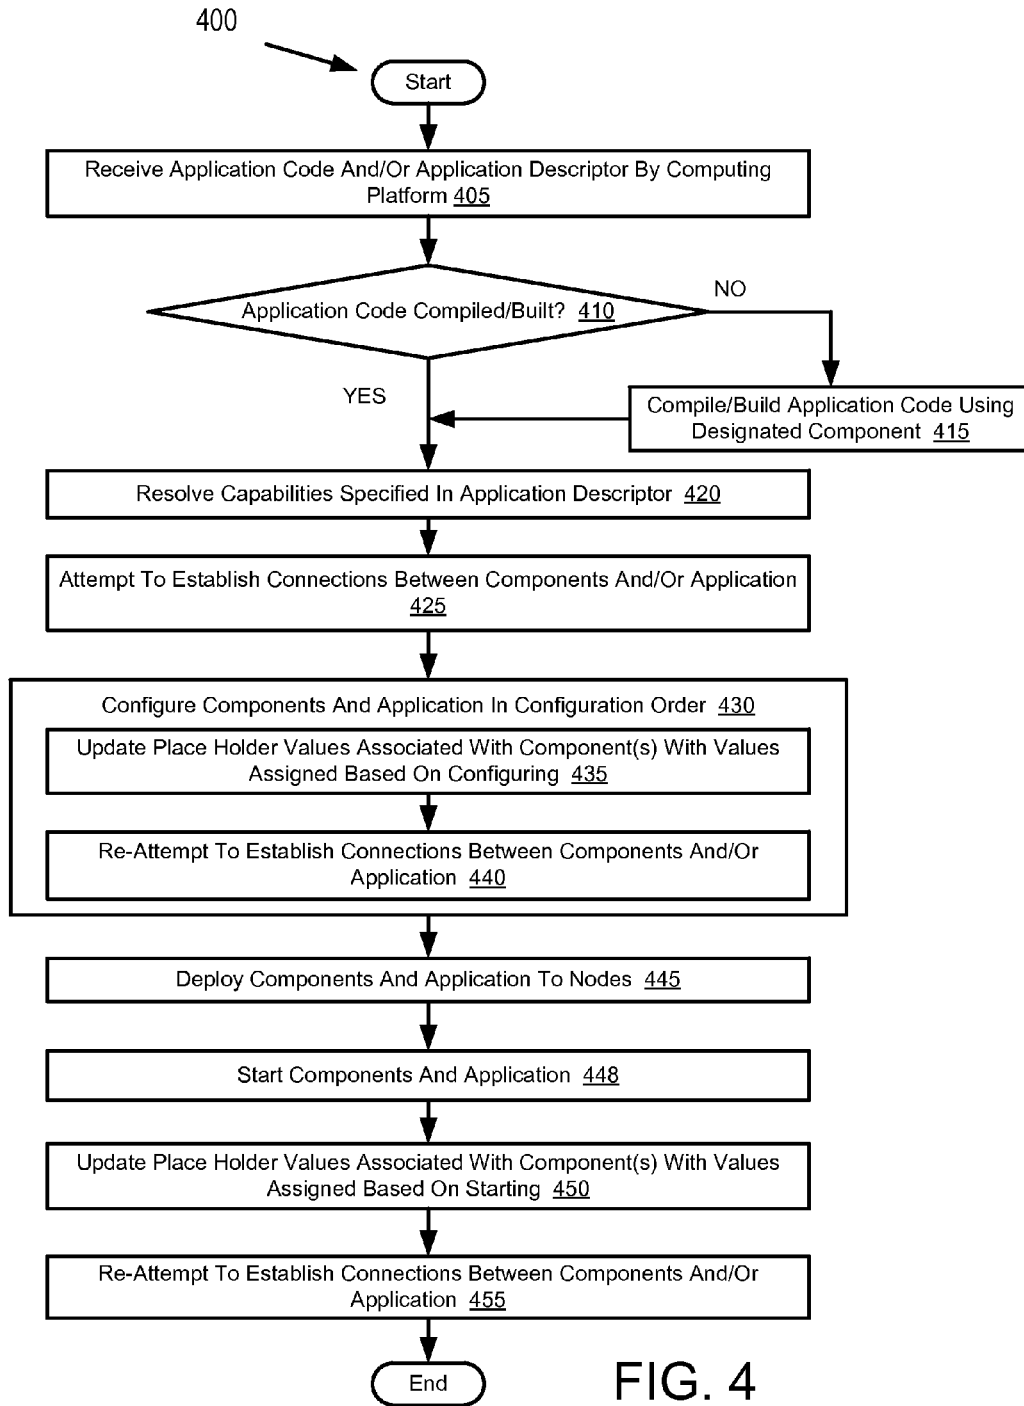 400
Start
Receive Application Code And/Or Application Descriptor By Computing
Platform 405
Application Code Compiled/Built? 410
NO
YES
Compile/Build Application Code Using
Designated Component 415
Resolve Capabilities Specified In Application Descriptor 420
Attempt To Establish Connections Between Components And/Or Application
425
Configure Components And Application In Configuration Order 430
Update Place Holder Values Associated With Component(s) With Values
Assigned Based On Configuring 435
Re-Attempt To Establish Connections Between Components And/Or
Application 440
Deploy Components And Application To Nodes 445
Start Components And Application 448
Update Place Holder Values Associated With Component(s) With Values
Assigned Based On Starting 450
Re-Attempt To Establish Connections Between Components And/Or
Application 455
End
FIG. 4